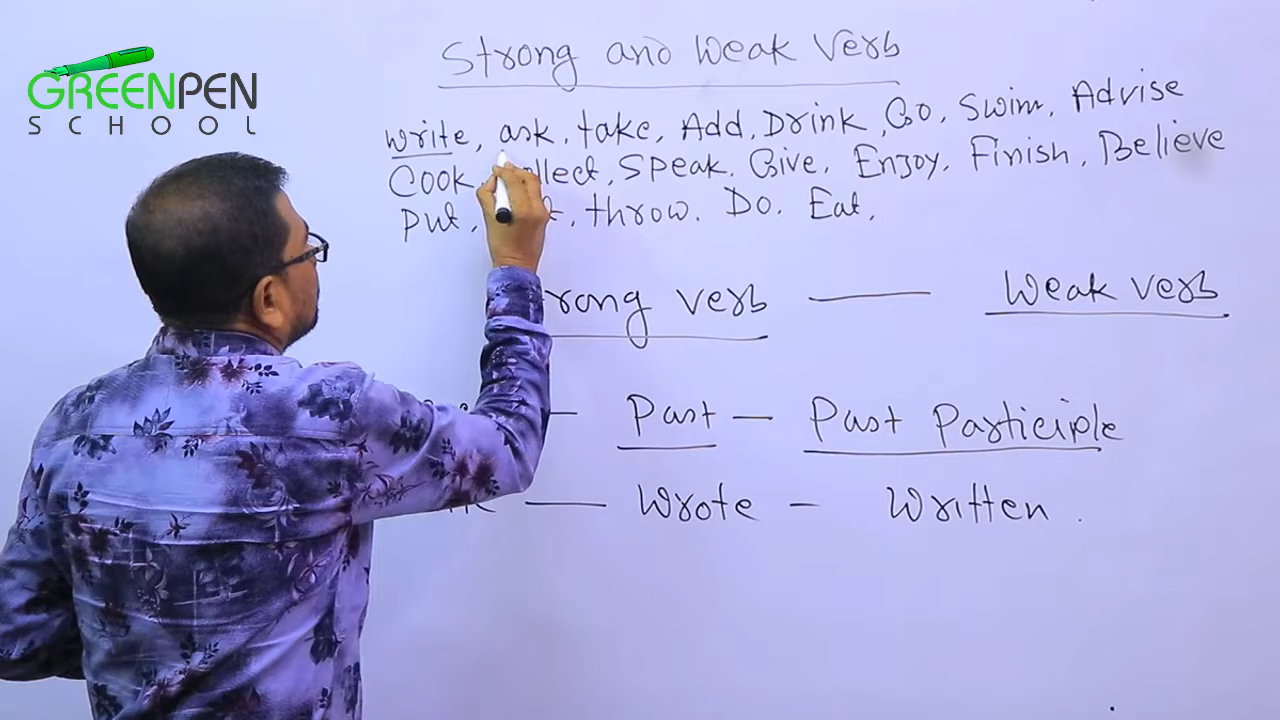 GREENPEN
SCHOOL
Strong and Weak Verb
Write, ask, take, Add, Drink, Go, Swim, Advise
Cook, Speak, Give, Enjoy, Finish, Believe
Put, throw. Do. Eat,
verb — Weak verb
— Past — Past Participle
— Wrote - Written.